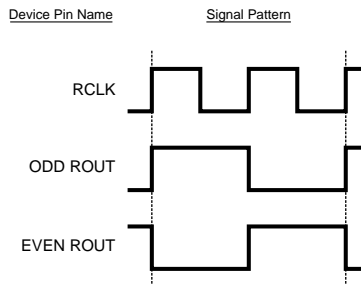 Device Pin Name Signal Pattern
RCLK
ODD ROUT
EVEN ROUT